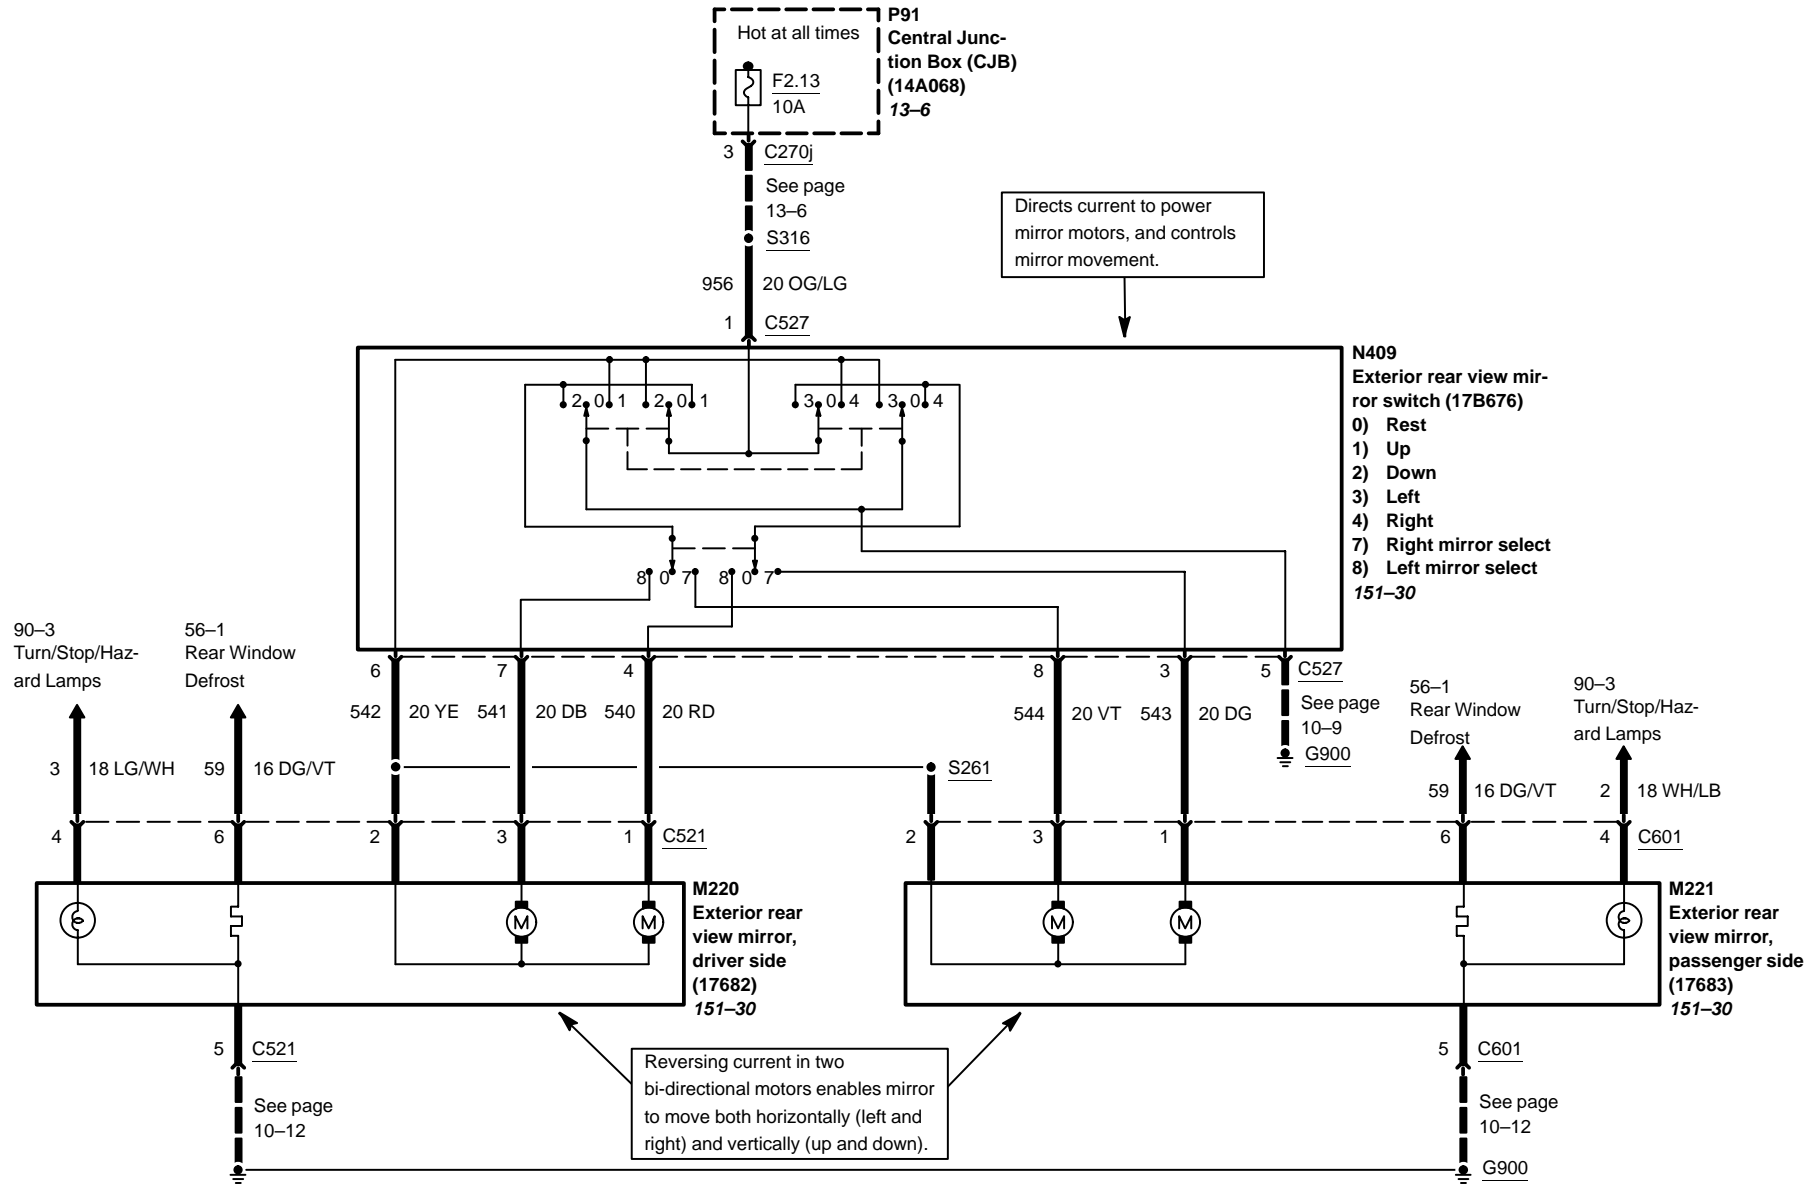 Hot at all times
F2.13
10A
P91
Central Junc-
tion Box (CJB)
(14A068)
13–6
3
C270j
See page
13–6
S316
956
20 OG/LG
1
C527
Directs current to power
mirror motors, and controls
mirror movement.
2 0 1 2 0 1
3 0 4 3 0 4
8 0 7 8 0 7
N409
Exterior rear view mir-
ror switch (17B676)
0) Rest
1) Up
2) Down
3) Left
4) Right
7) Right mirror select
8) Left mirror select
151–30
90–3
Turn/Stop/Haz-
ard Lamps
56–1
Rear Window
Defrost
6
7
4
8
3
5
C527
542
20 YE
541
20 DB
540
20 RD
544
20 VT
543
20 DG
See page
10–9
G900
56–1
Rear Window
Defrost
90–3
Turn/Stop/Haz-
ard Lamps
3
18 LG/WH
59
16 DG/VT
S261
59
16 DG/VT
2
18 WH/LB
4
6
2
3
1
C521
2
3
1
6
4
C601
M
M
M220
Exterior rear
view mirror,
driver side
(17682)
151–30
M
M
M221
Exterior rear
view mirror,
passenger side
(17683)
151–30
5
C521
See page
10–12
Reversing current in two
bi-directional motors enables mirror
to move both horizontally (left and
right) and vertically (up and down).
5
C601
See page
10–12
G900